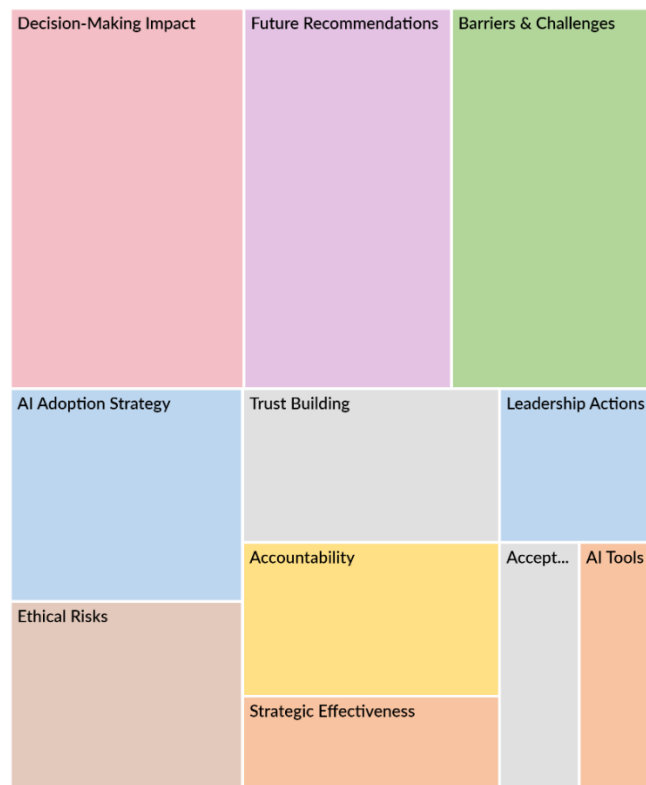 Decision-Making Impact
Future Recommendations
Barriers & Challenges
AI Adoption Strategy
Trust Building
Leadership Actions
Accountability
Accept...
AI Tools
Ethical Risks
Strategic Effectiveness